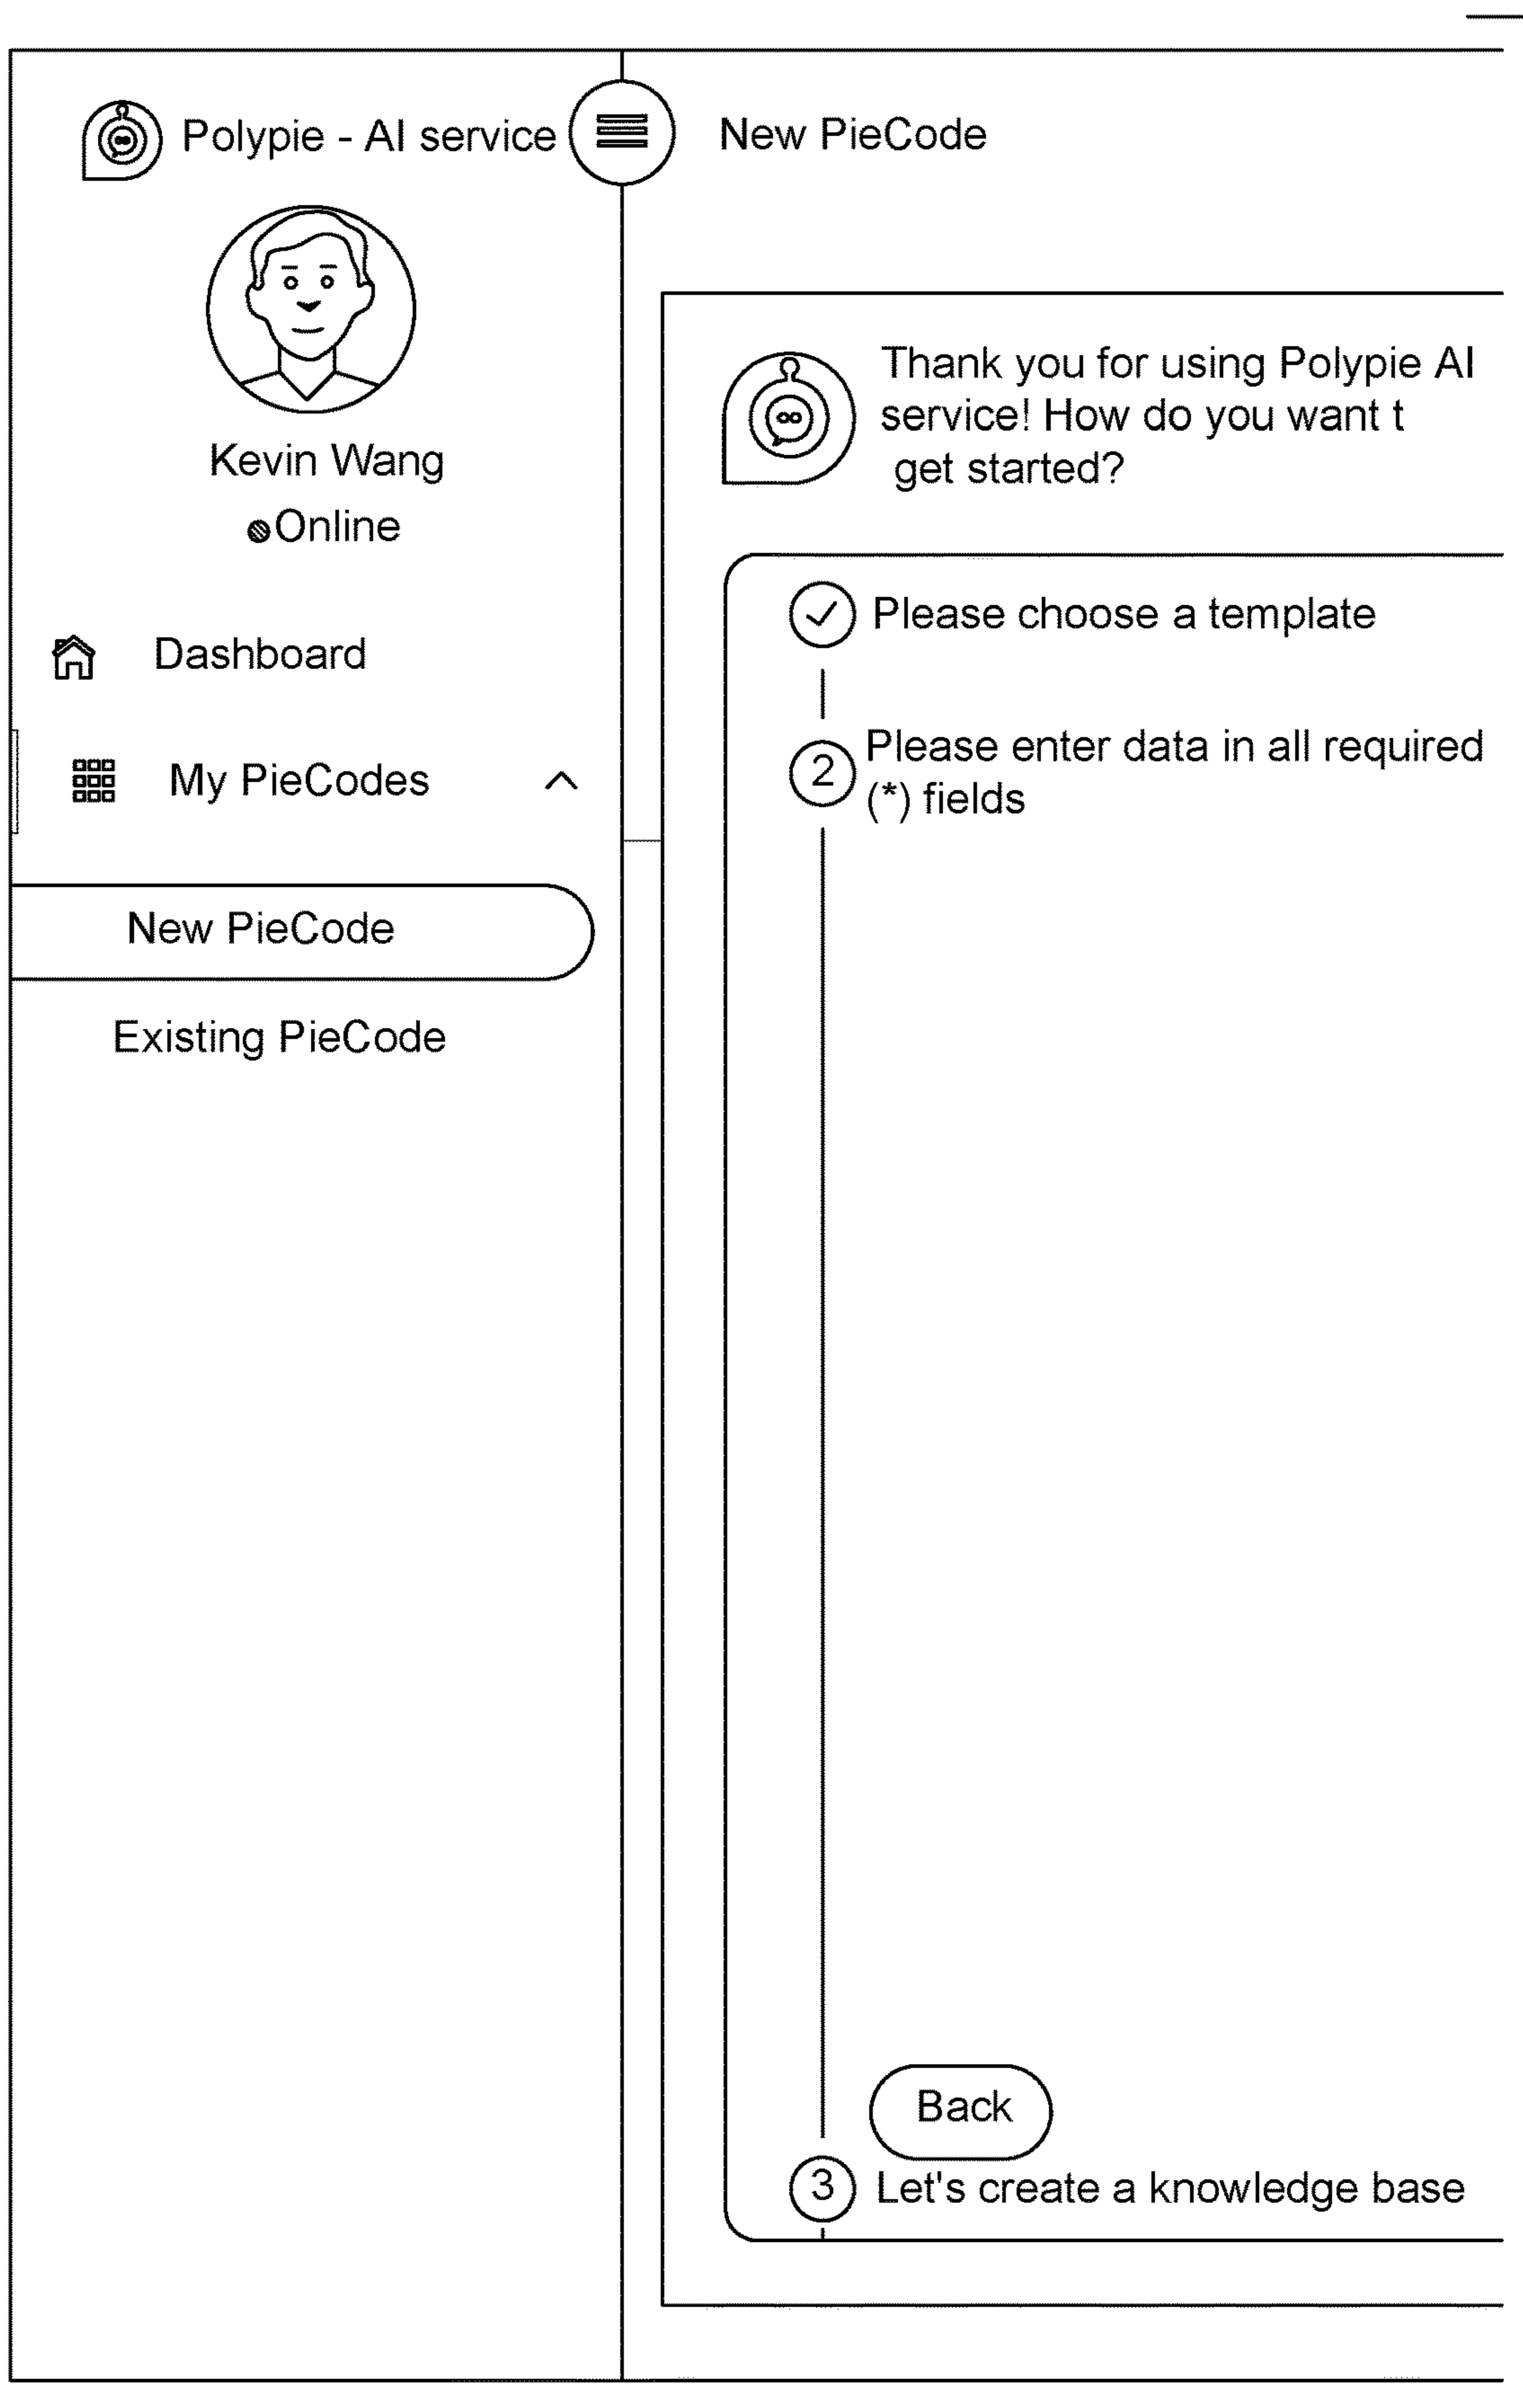 Polypie - AI service
Kevin Wang
Online
Dashboard
My PieCodes
New PieCode
Existing PieCode
New PieCode
Thank you for using Polypie AI
service! How do you want t
get started?
Please choose a template
2
Please enter data in all required
(*) fields
Back
3
Let's create a knowledge base